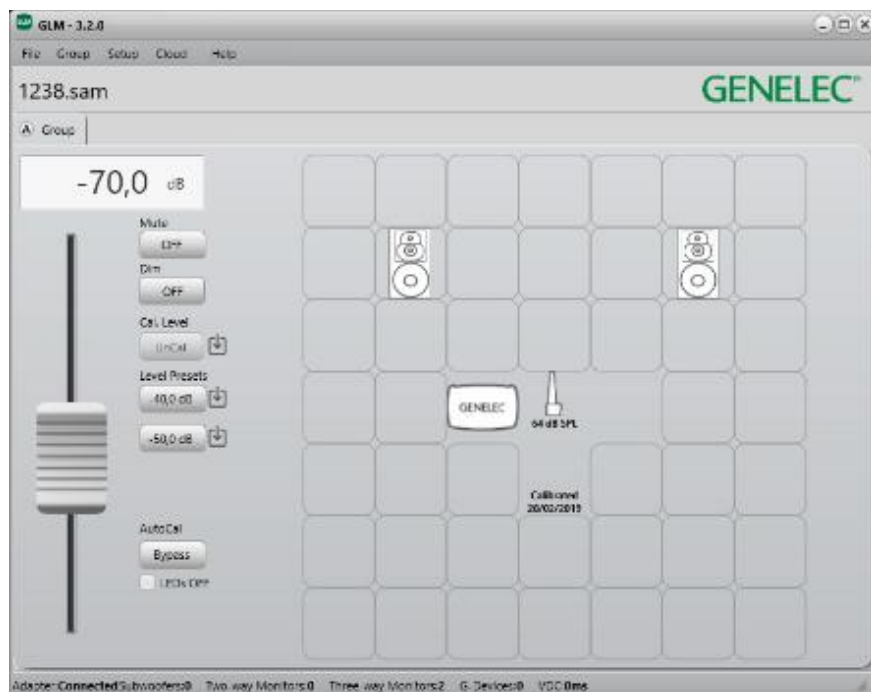 GLM
GLM - 3.2.0
File Group Setup Cloud Help
1238.sam
GENELEC®
A Group
-70,0 dB
Mute
OFF
Dim
OFF
Cal. Level
UnCal
Level Presets
-40,0 dB
-50,0 dB
GENELEC
64 dB SPL
Calibrated
20/02/2019
AutoCal
Bypass
LEDs OFF
Adapter:Connected Subwoofers:0 Two-way Monitors:0 Three-way Monitors:2 G-Devices:0 VDC:0ms